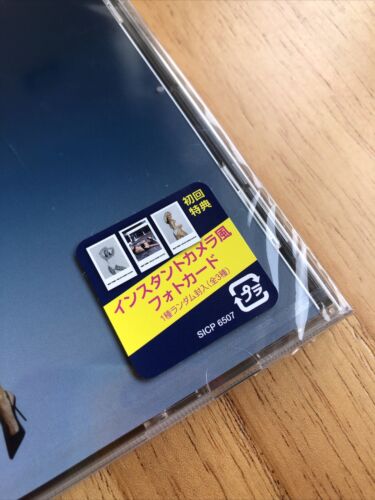 初回
特典
インスタントカメラ風
フォトカード
1種ランダム封入(全3種)
SICP 6507
プラ